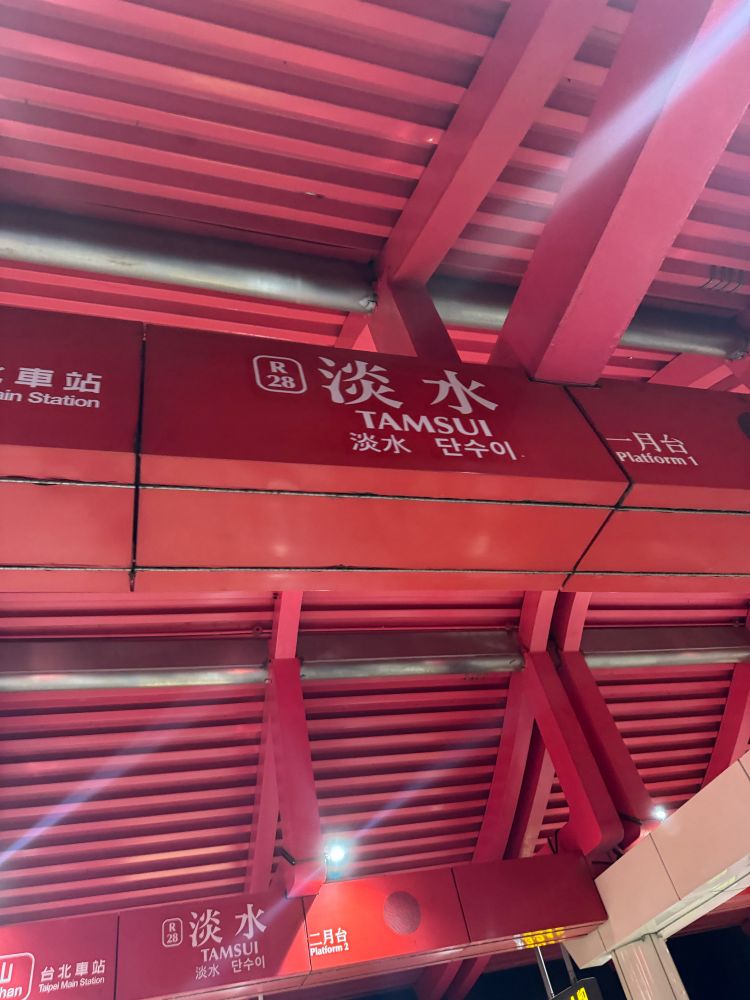 車站
ain Station
R
28
淡水
TAMSUI
淡水 단수이
一月台
Platform 1
山
han
台北車站
Taipei Main Station
R
28
淡水
TAMSUI
淡水 단수이
二月台
Platform 2